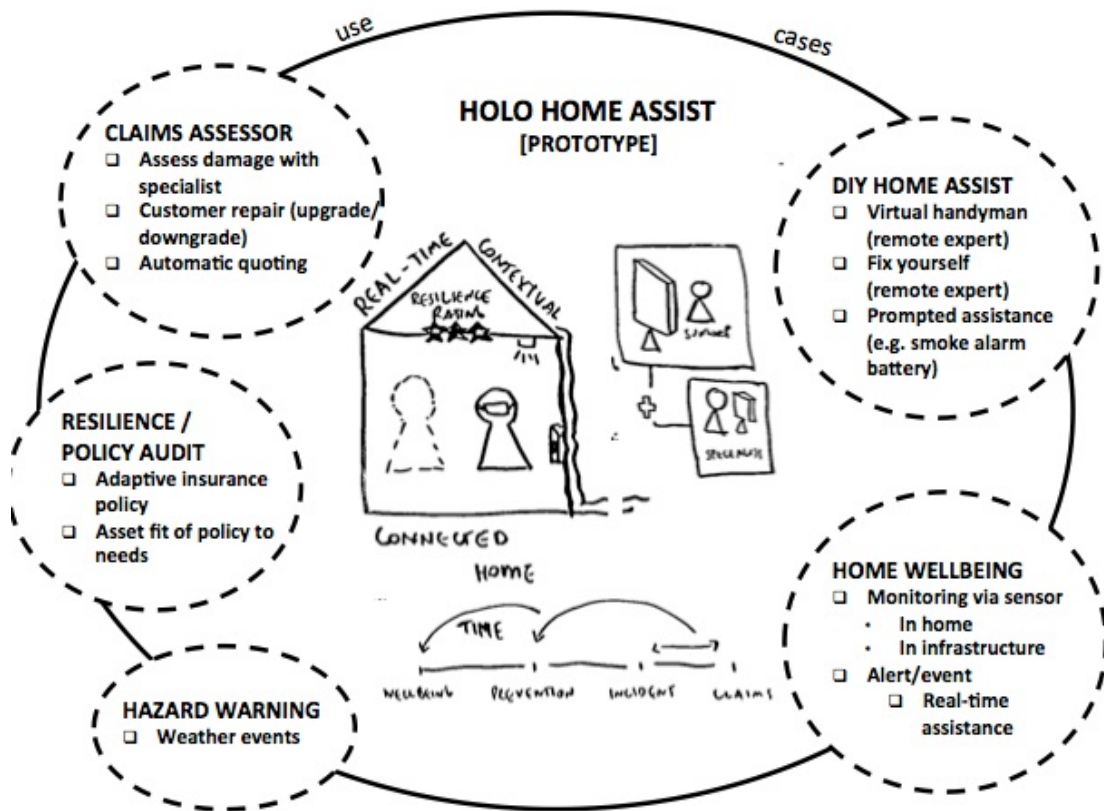 use
cases
HOLO HOME ASSIST
[PROTOTYPE]
CLAIMS ASSESSOR
❑ Assess damage with
specialist
❑ Customer repair (upgrade/
downgrade)
❑ Automatic quoting
DIY HOME ASSIST
❑ Virtual handyman
(remote expert)
❑ Fix yourself
(remote expert)
❑ Prompted assistance
(e.g. smoke alarm
battery)
REAL-TIME
CONTEXTUAL
RESILIENCE
RATING
RESILIENCE /
POLICY AUDIT
❑ Adaptive insurance
policy
❑ Asset fit of policy to
needs
CONNECTED
HOME
HOME WELLBEING
❑ Monitoring via sensor
• In home
• In infrastructure
❑ Alert/event
❑ Real-time
assistance
TIME
WELLBEING PREVENTION INCIDENT CLAIMS
HAZARD WARNING
❑ Weather events